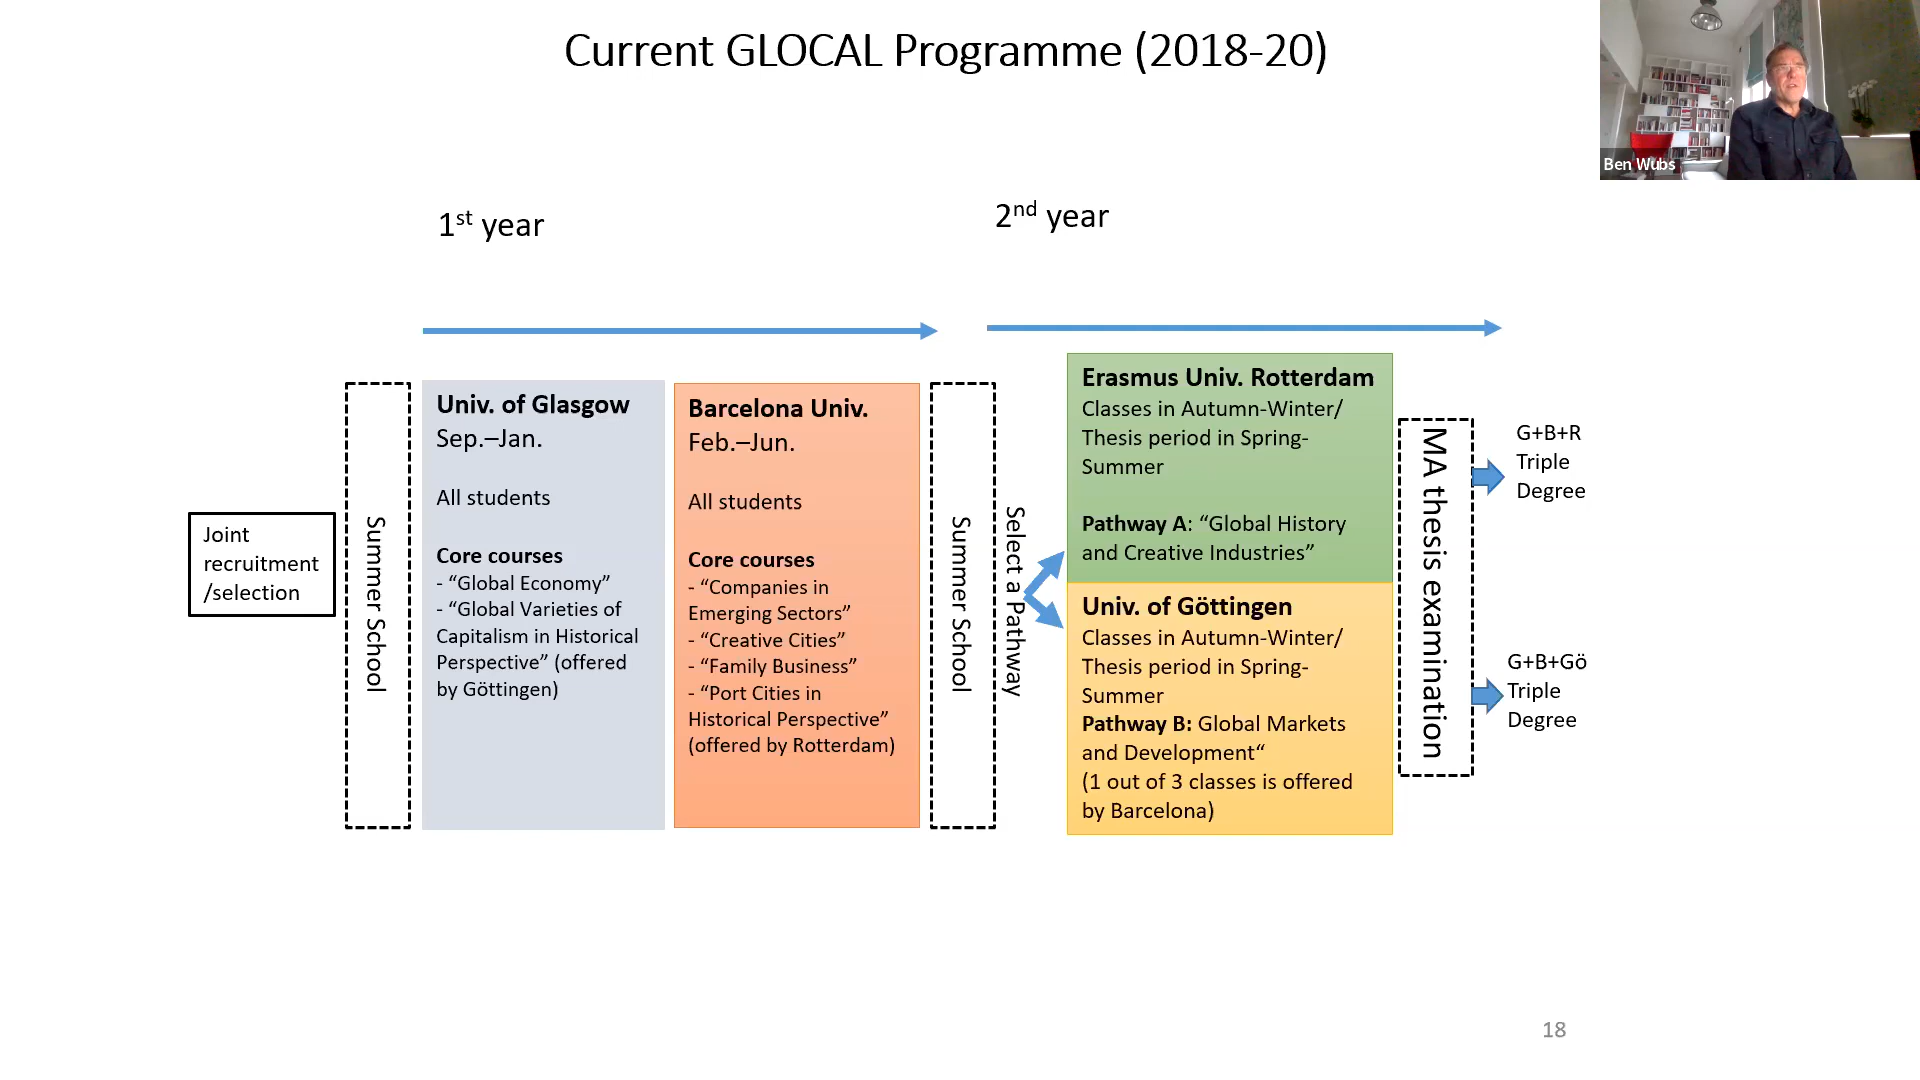 Current GLOCAL Programme (2018-20)
Ben Wubs
1st year
2nd year
Joint
recruitment
/selection
Summer School
Univ. of Glasgow
Sep.–Jan.
All students
Core courses
- “Global Economy”
- “Global Varieties of
Capitalism in Historical
Perspective” (offered
by Göttingen)
Barcelona Univ.
Feb.–Jun.
All students
Core courses
- “Companies in
Emerging Sectors”
- “Creative Cities”
- “Family Business”
- “Port Cities in
Historical Perspective”
(offered by Rotterdam)
Summer School
Select a Pathway
Erasmus Univ. Rotterdam
Classes in Autumn-Winter/
Thesis period in Spring-
Summer
Pathway A: “Global History
and Creative Industries”
Univ. of Göttingen
Classes in Autumn-Winter/
Thesis period in Spring-
Summer
Pathway B: Global Markets
and Development“
(1 out of 3 classes is offered
by Barcelona)
MA thesis examination
G+B+R
Triple
Degree
G+B+Gö
Triple
Degree
18